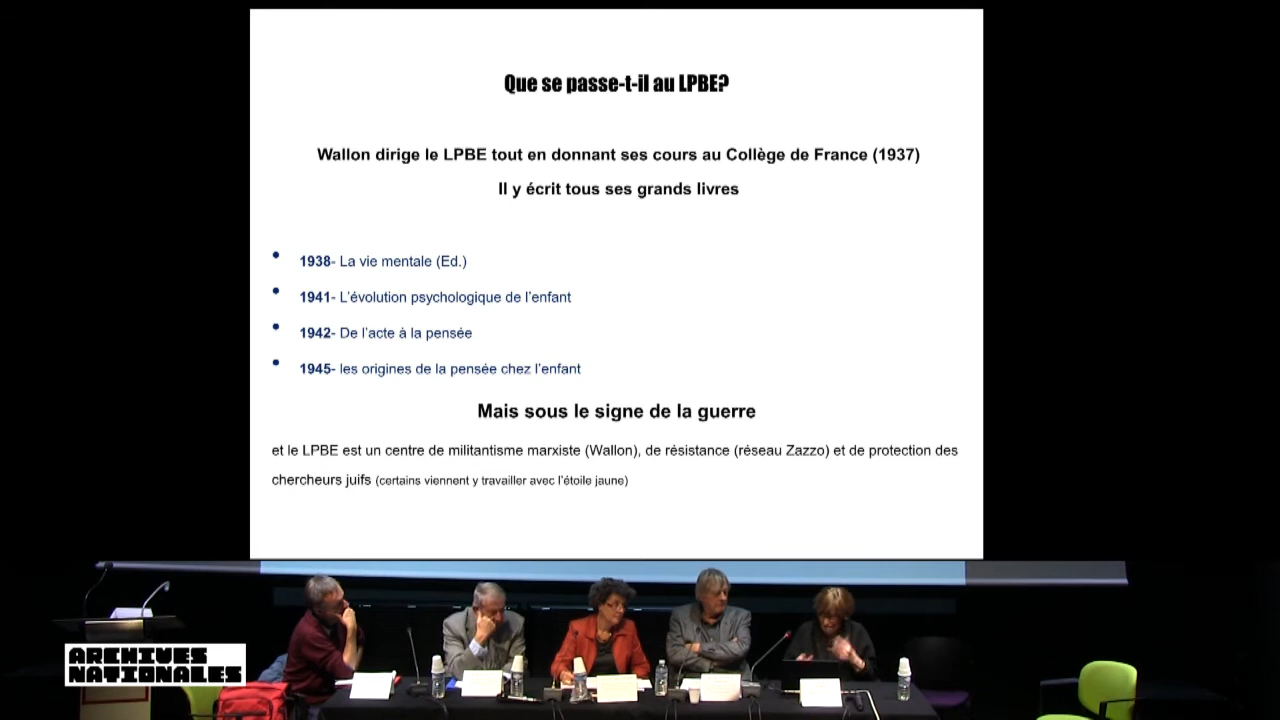 Que se passe-t-il au LPBE?
Wallon dirige le LPBE tout en donnant ses cours au Collège de France (1937)
Il y écrit tous ses grands livres
• 1938- La vie mentale (Ed.)
• 1941- L'évolution psychologique de l'enfant
• 1942- De l'acte à la pensée
• 1945- les origines de la pensée chez l'enfant
Mais sous le signe de la guerre
et le LPBE est un centre de militantisme marxiste (Wallon), de résistance (réseau Zazzo) et de protection des
chercheurs juifs (certains viennent y travailler avec l'étoile jaune)
ARCHIVES
NATIONALES